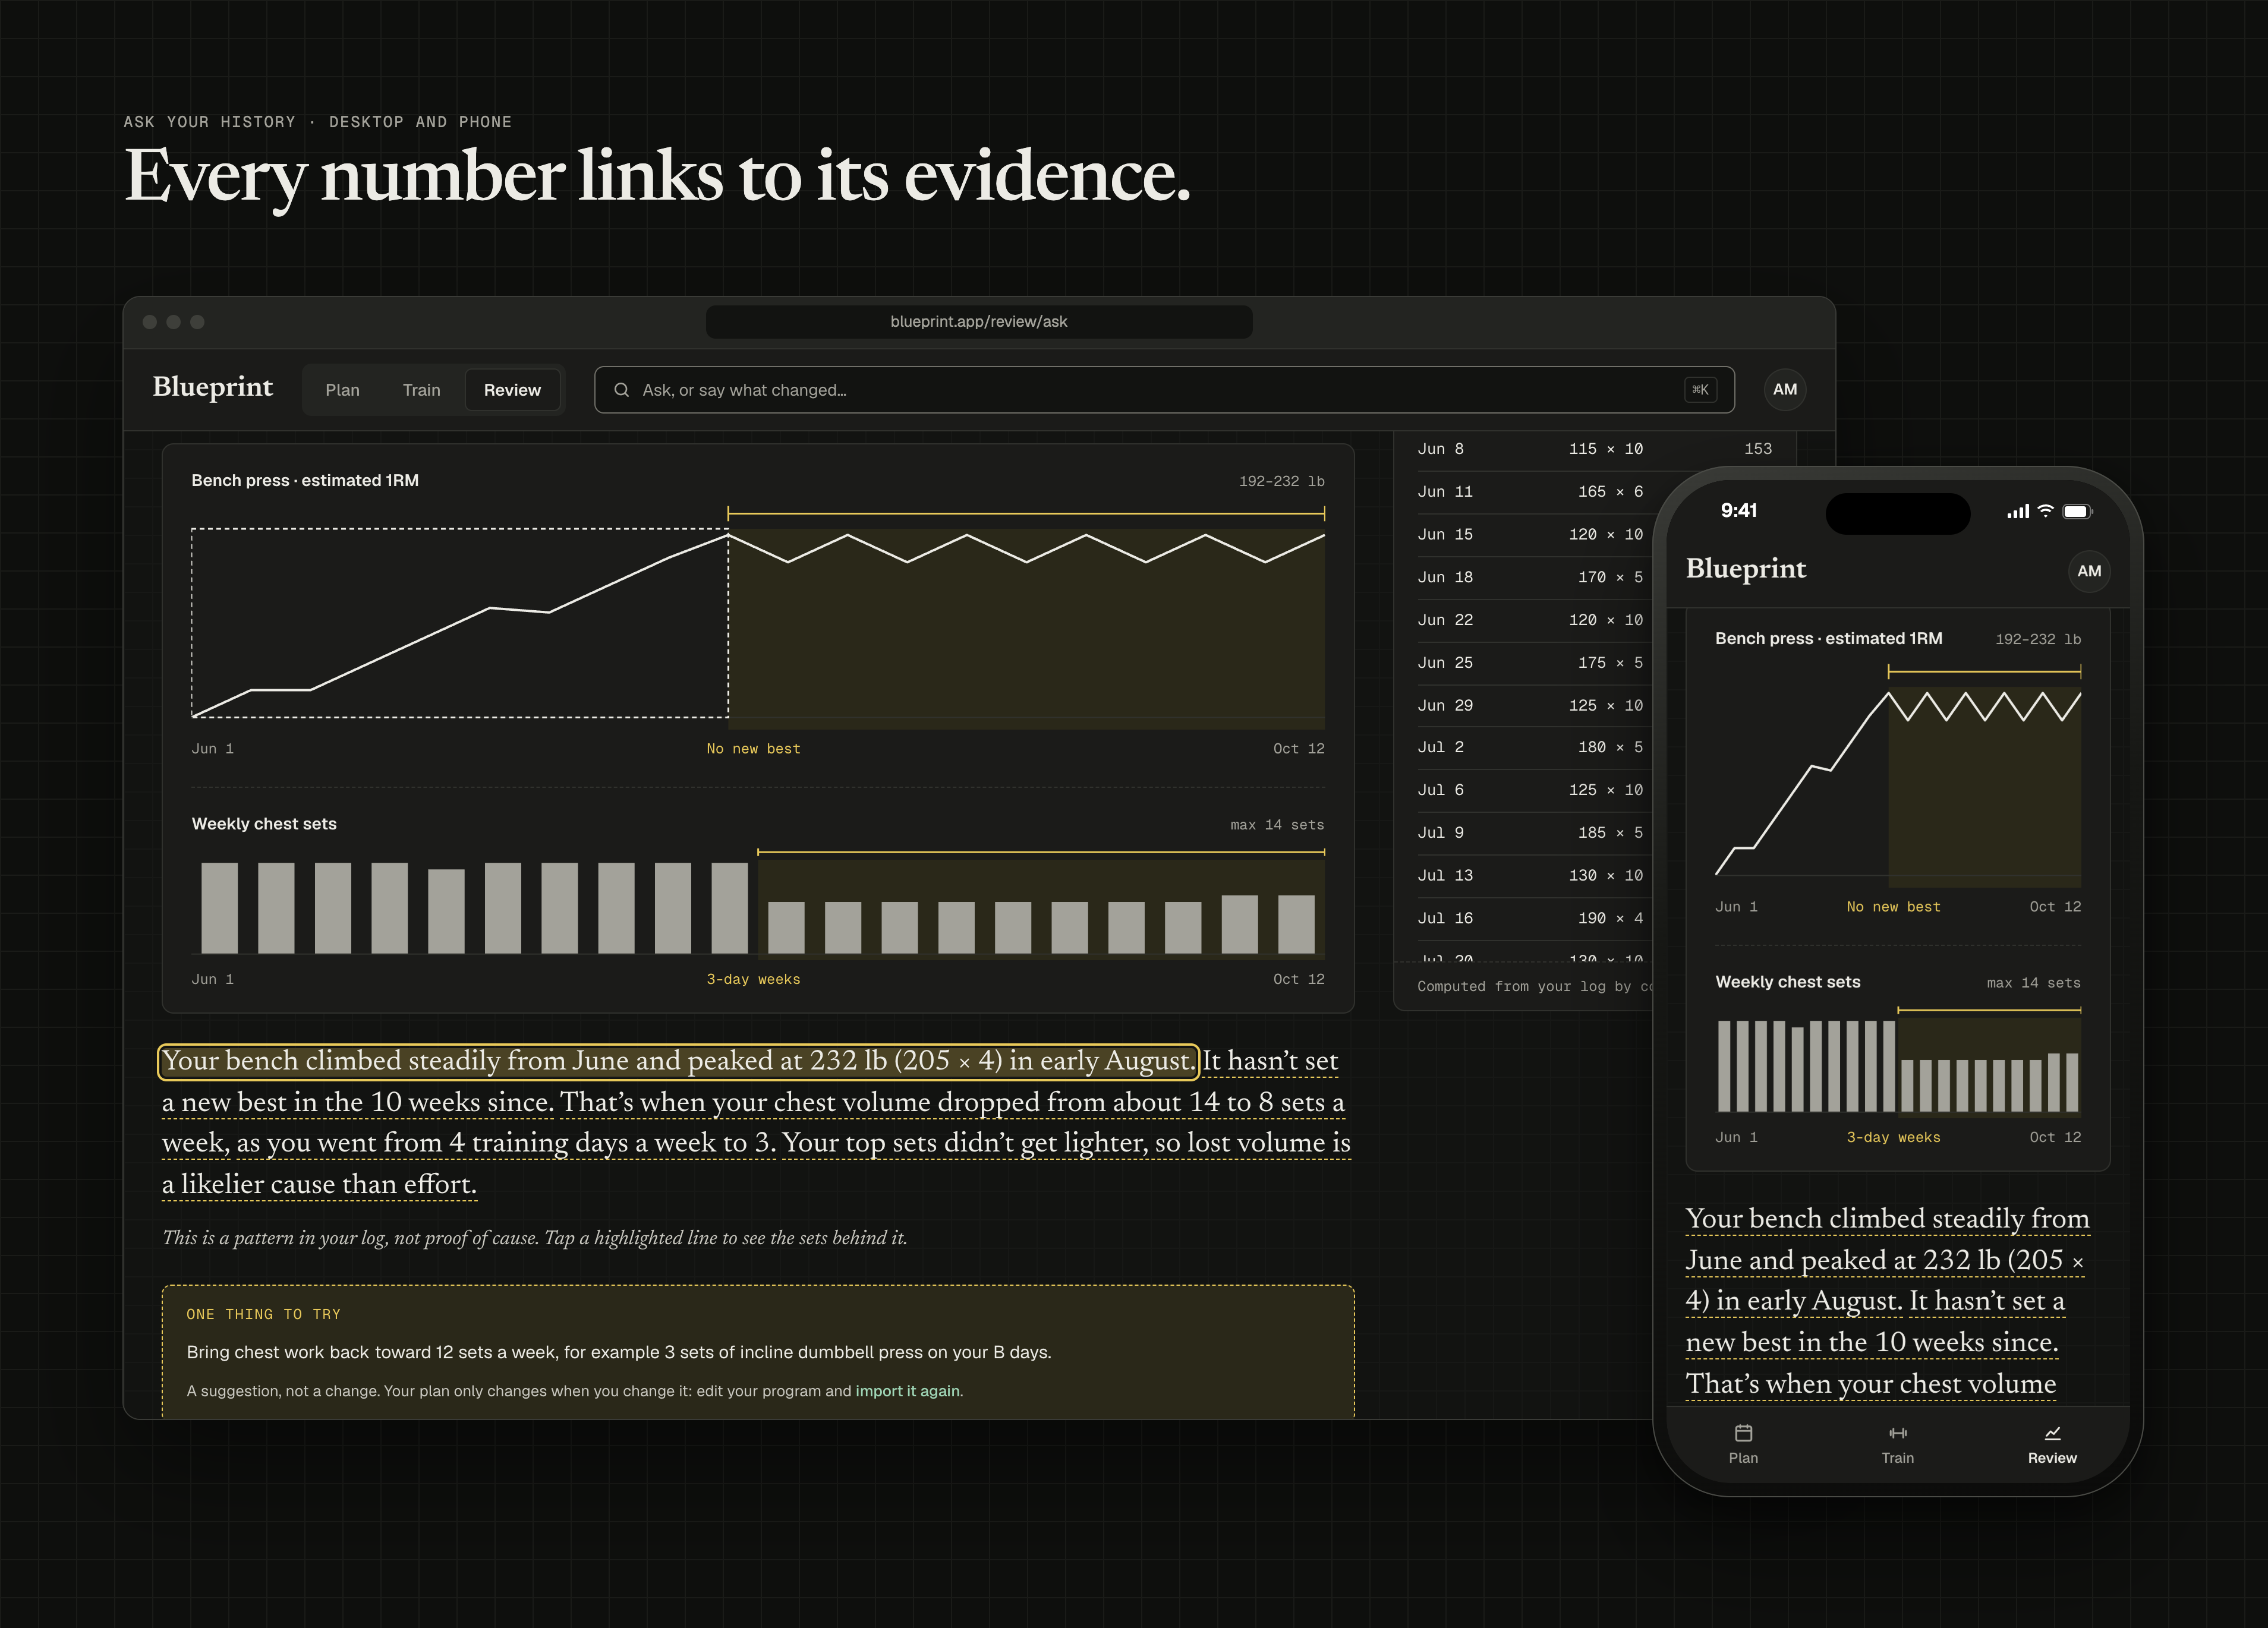 ASK YOUR HISTORY · DESKTOP AND PHONE
Every number links to its evidence.
blueprint.app/review/ask
Blueprint
Plan
Train
Review
Ask, or say what changed…
⌘K
AM
Bench press · estimated 1RM
192–232 lb
Jun 1
No new best
Oct 12
Weekly chest sets
max 14 sets
Jun 1
3-day weeks
Oct 12
Your bench climbed steadily from June and peaked at 232 lb (205 × 4) in early August. It hasn’t set
a new best in the 10 weeks since. That’s when your chest volume dropped from about 14 to 8 sets a
week, as you went from 4 training days a week to 3. Your top sets didn’t get lighter, so lost volume is
a likelier cause than effort.
This is a pattern in your log, not proof of cause. Tap a highlighted line to see the sets behind it.
ONE THING TO TRY
Bring chest work back toward 12 sets a week, for example 3 sets of incline dumbbell press on your B days.
A suggestion, not a change. Your plan only changes when you change it: edit your program and import it again.
Jun 8 115 × 10 153
Jun 11 165 × 6
Jun 15 120 × 10
Jun 18 170 × 5
Jun 22 120 × 10
Jun 25 175 × 5
Jun 29 125 × 10
Jul 2 180 × 5
Jul 6 125 × 10
Jul 9 185 × 5
Jul 13 130 × 10
Jul 16 190 × 4
Jul 20 130 × 10
Computed from your log by
9:41
Blueprint
AM
Bench press · estimated 1RM
192–232 lb
Jun 1
No new best
Oct 12
Weekly chest sets
max 14 sets
Jun 1
3-day weeks
Oct 12
Your bench climbed steadily from
June and peaked at 232 lb (205 ×
4) in early August. It hasn’t set a
new best in the 10 weeks since.
That’s when your chest volume
Plan
Train
Review